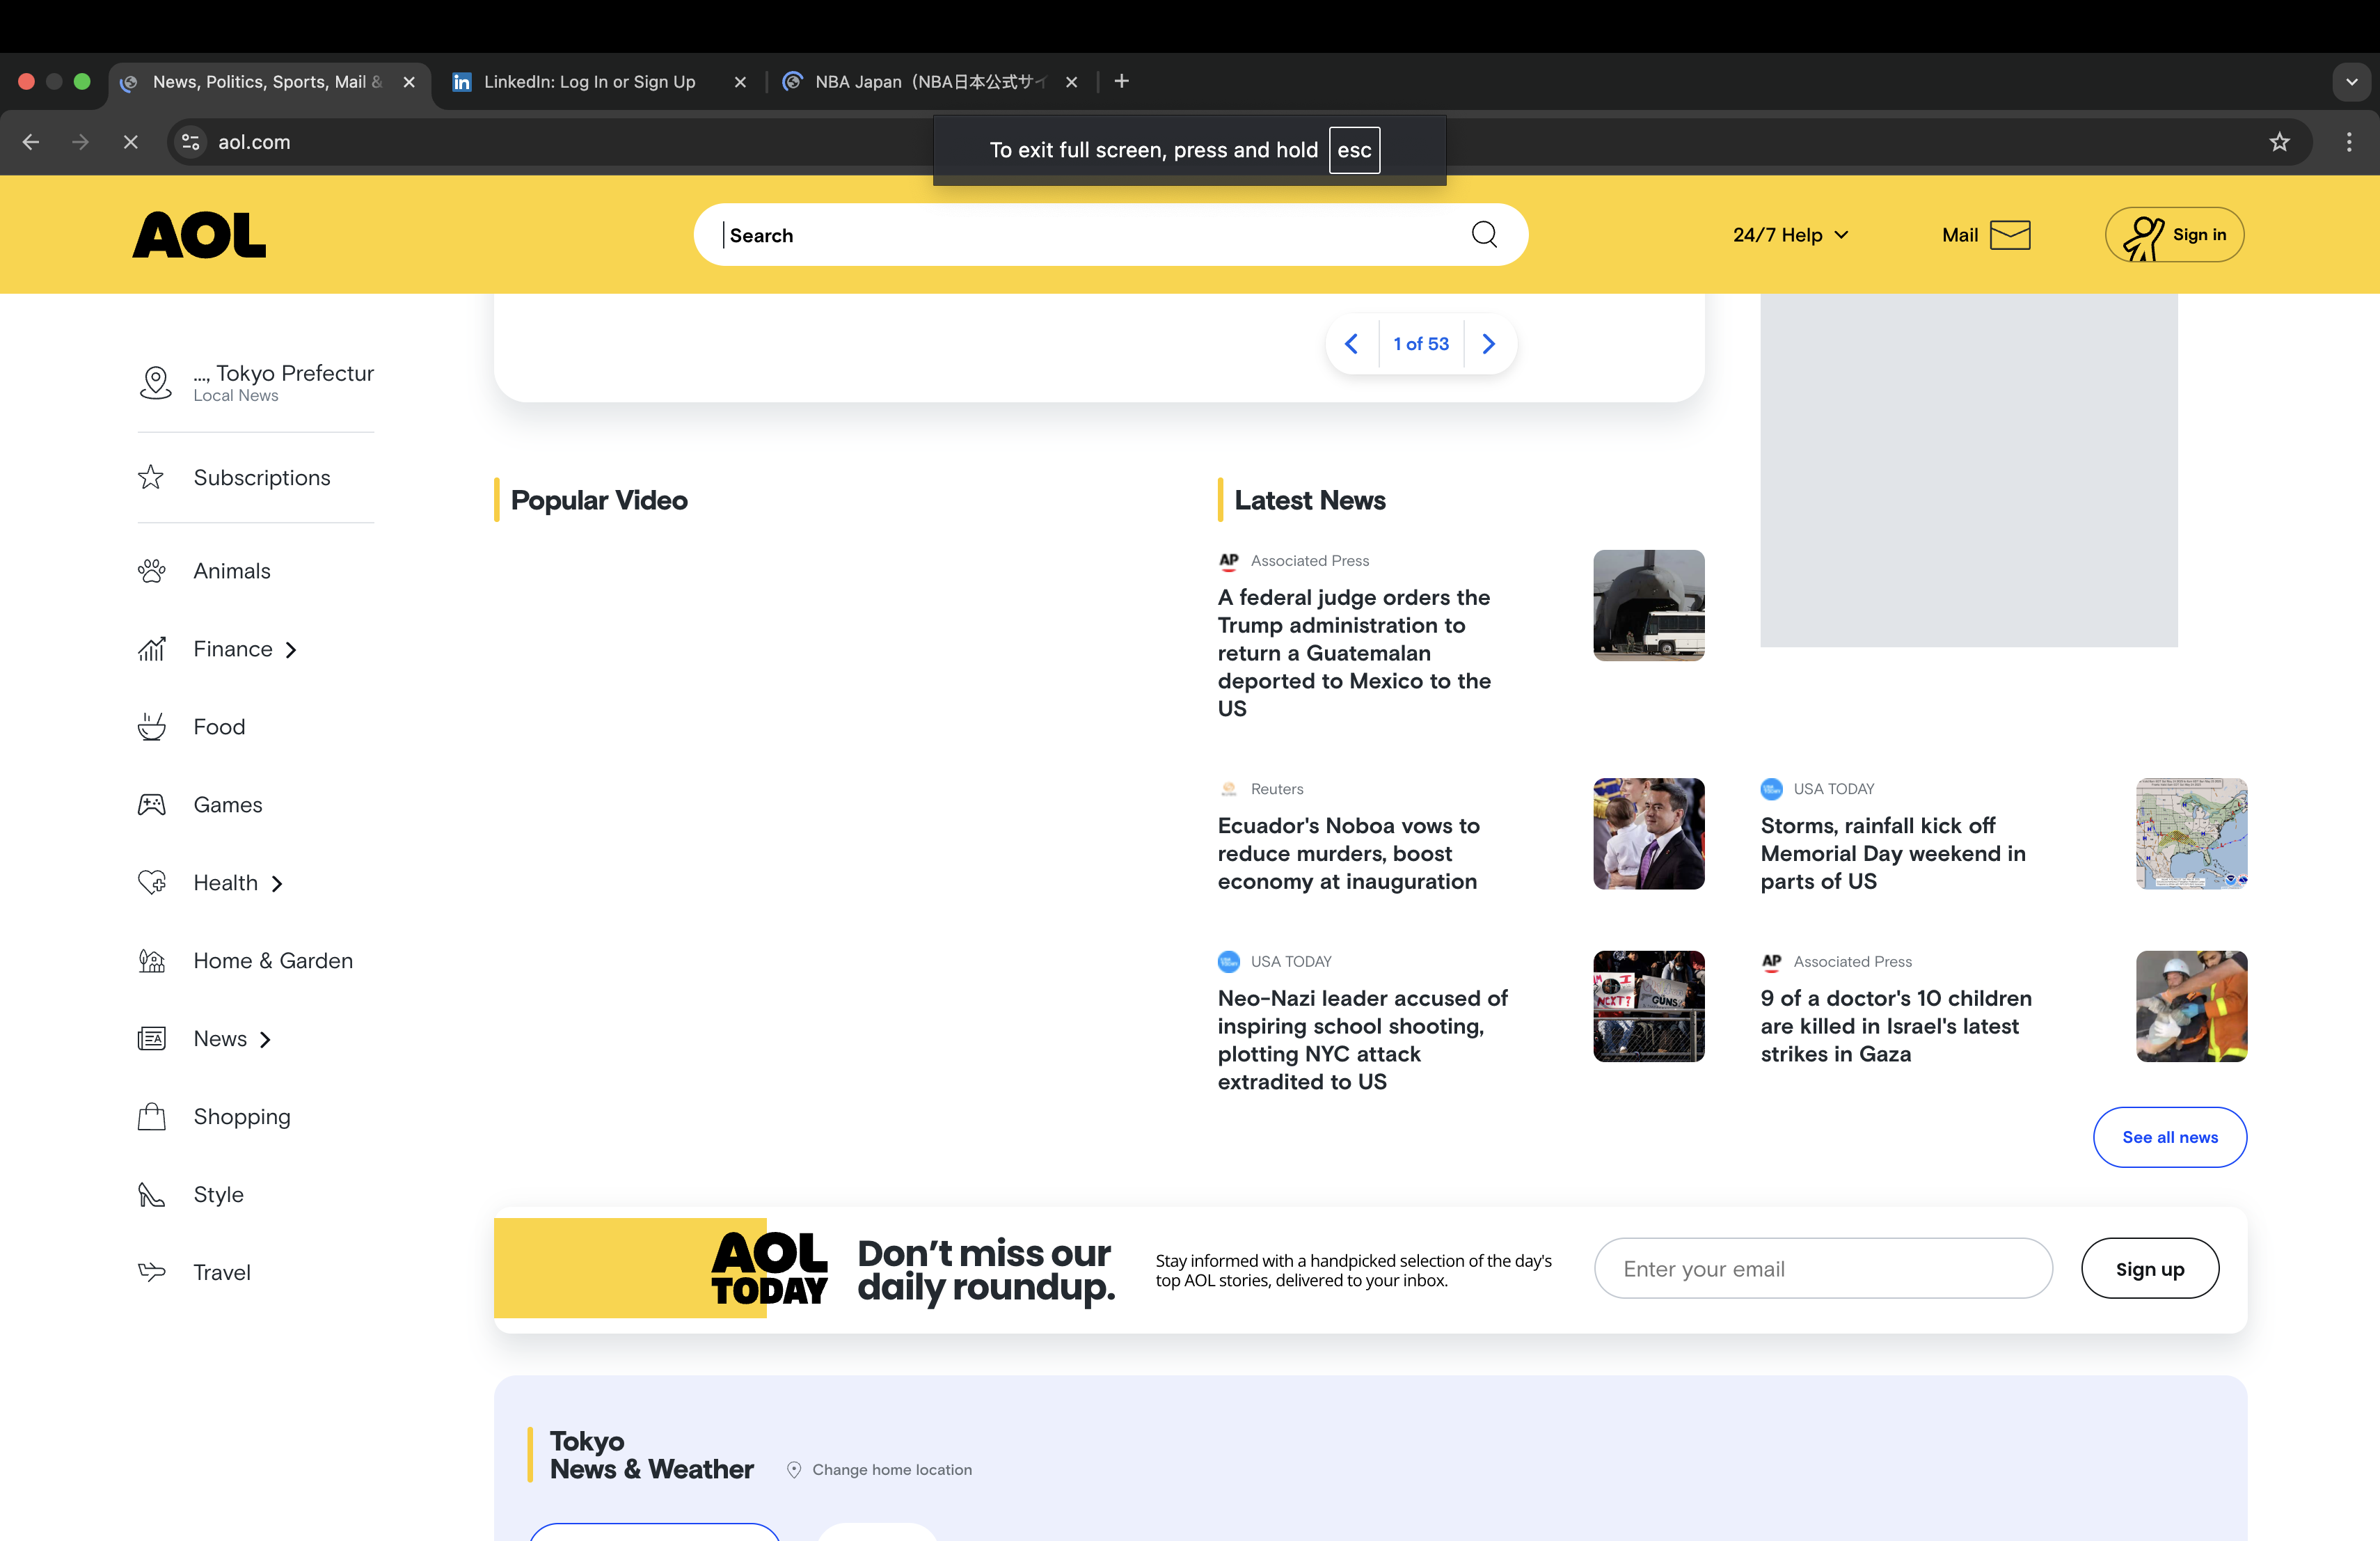 News, Politics, Sports, Mail &
LinkedIn: Log In or Sign Up
NBA Japan（NBA日本公式サイ
aol.com
To exit full screen, press and hold esc
AOL
Search
24/7 Help
Mail
Sign in
1 of 53
..., Tokyo Prefectur
Local News
Subscriptions
Animals
Finance
Food
Games
Health
Home & Garden
News
Shopping
Style
Travel
Popular Video
Latest News
AP Associated Press
A federal judge orders the
Trump administration to
return a Guatemalan
deported to Mexico to the
US
Reuters
Ecuador's Noboa vows to
reduce murders, boost
economy at inauguration
USA TODAY
Storms, rainfall kick off
Memorial Day weekend in
parts of US
USA TODAY
Neo-Nazi leader accused of
inspiring school shooting,
plotting NYC attack
extradited to US
NEXT?
GUNS
AP Associated Press
9 of a doctor's 10 children
are killed in Israel's latest
strikes in Gaza
See all news
AOL
TODAY
Don't miss our
daily roundup.
Stay informed with a handpicked selection of the day's
top AOL stories, delivered to your inbox.
Enter your email
Sign up
Tokyo
News & Weather
Change home location